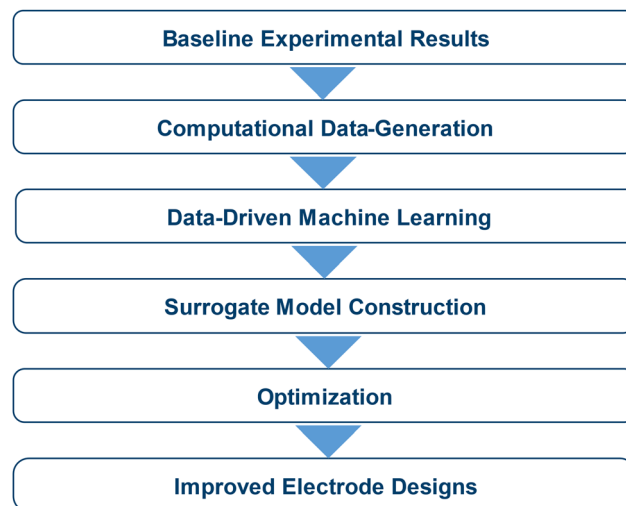 Baseline Experimental Results
Computational Data-Generation
Data-Driven Machine Learning
Surrogate Model Construction
Optimization
Improved Electrode Designs